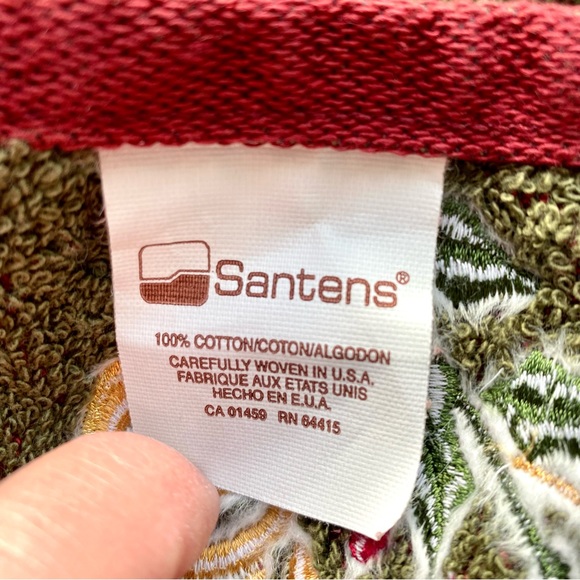 Santens®
100% COTTON/COTON/ALGODON
CAREFULLY WOVEN IN U.S.A.
FABRIQUE AUX ETATS UNIS
HECHO EN E.U.A.
CA 01459 RN 64415